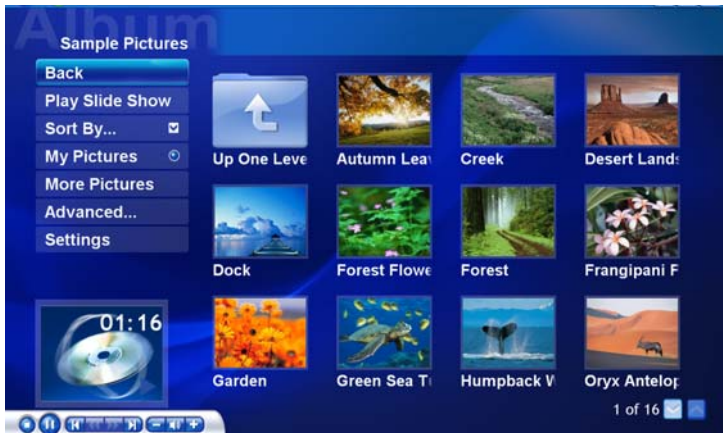 Album
Sample Pictures
Back
Play Slide Show
Sort By...
My Pictures
More Pictures
Advanced...
Settings
Up One Leve
Autumn Leav
Creek
Desert Lands
Dock
Forest Flowe
Forest
Frangipani F
Garden
Green Sea T
Humpback W
Oryx Antelop
01:16
1 of 16